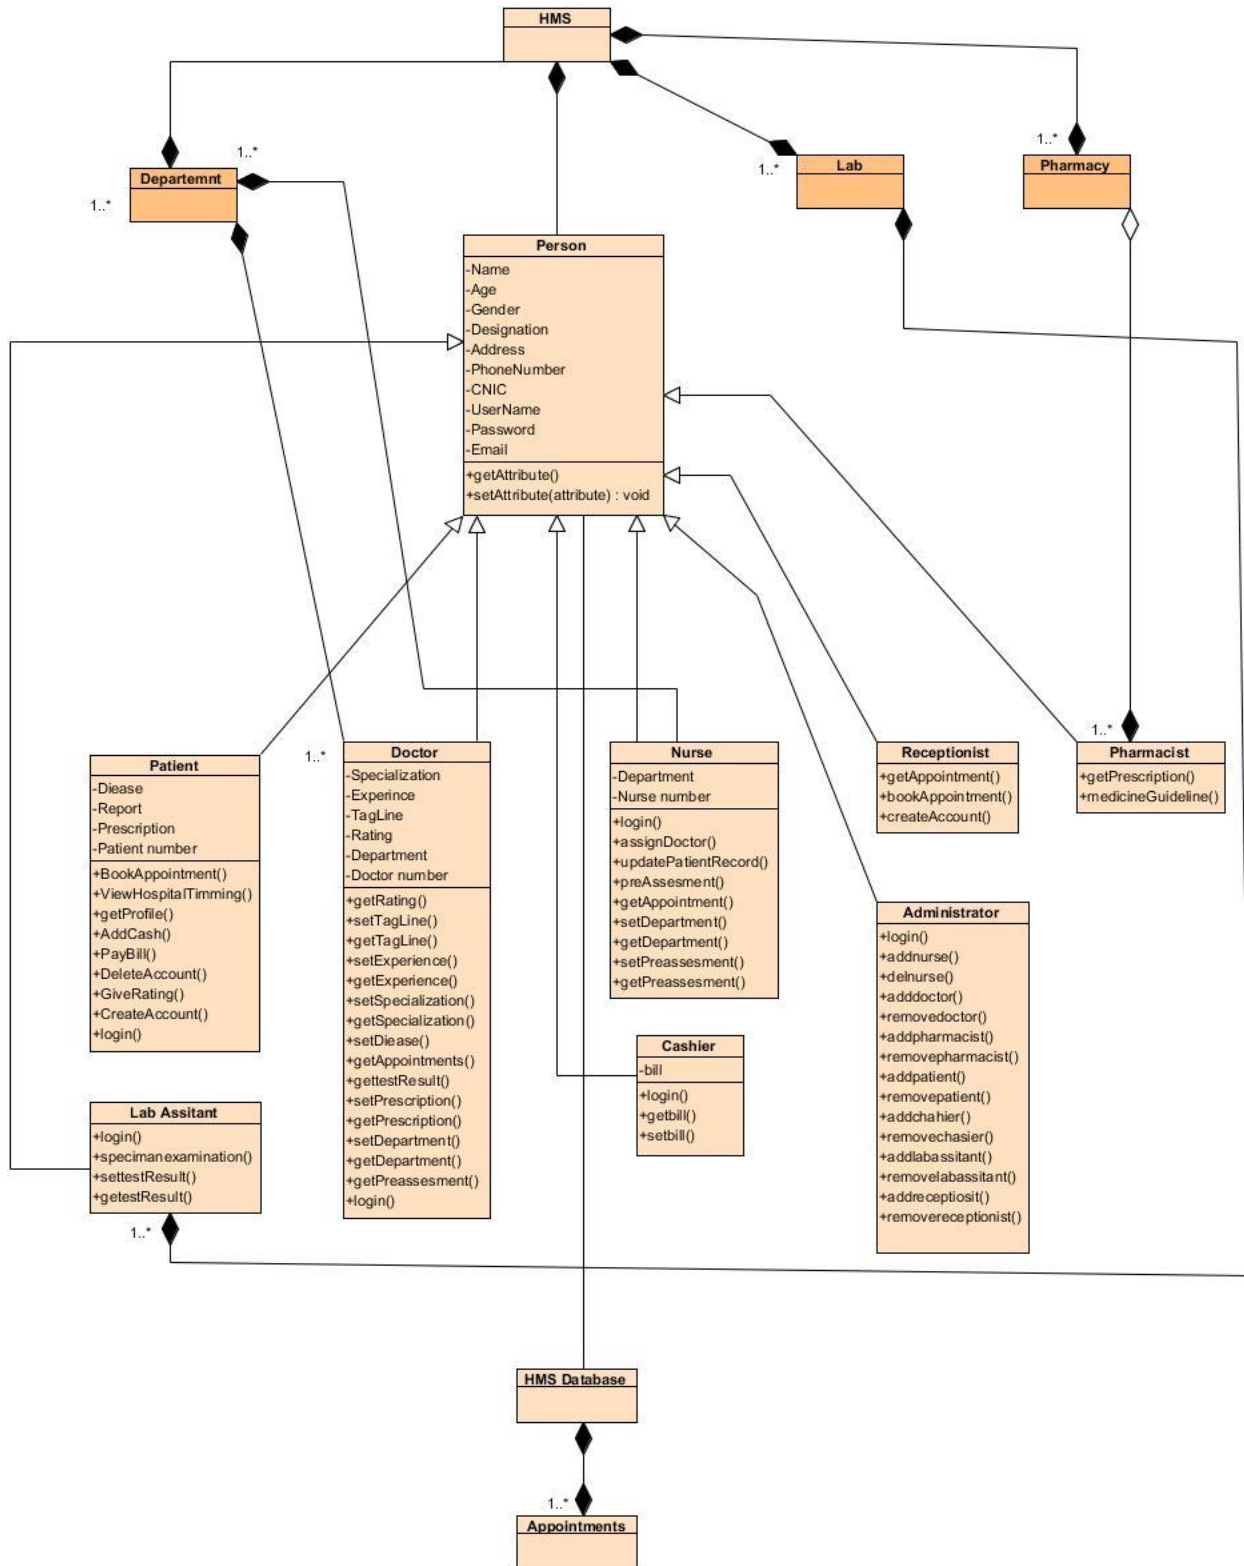 HMS
1..*
1..*
Departemnt
1..*
1..*
Lab
1..*
Pharmacy
Person
-Name
-Age
-Gender
-Designation
-Address
-PhoneNumber
-CNIC
-UserName
-Password
-Email
+getAttribute()
+setAttribute(attribute) : void
Patient
-Diease
-Report
-Prescription
-Patient number
+BookAppointment()
+ViewHospitalTimming()
+getProfile()
+AddCash()
+PayBill()
+DeleteAccount()
+GiveRating()
+CreateAccount()
+login()
1..*
Doctor
-Specialization
-Experince
-TagLine
-Rating
-Department
-Doctor number
+getRating()
+setTagLine()
+getTagLine()
+setExperience()
+getExperience()
+setSpecialization()
+getSpecialization()
+setDiease()
+getAppointments()
+gettestResult()
+setPrescription()
+getPrescription()
+setDepartment()
+getDepartment()
+getPreassesment()
+login()
Nurse
-Department
-Nurse number
+login()
+assignDoctor()
+updatePatientRecord()
+preAssesment()
+getAppointment()
+setDepartment()
+getDepartment()
+setPreassesment()
+getPreassesment()
Receptionist
+getAppointment()
+bookAppointment()
+createAccount()
1..*
Pharmacist
+getPrescription()
+medicineGuideline()
Administrator
+login()
+addnurse()
+delnurse()
+adddoctor()
+removedoctor()
+addpharmacist()
+removepharmacist()
+addpatient()
+removepatient()
+addchahier()
+removechasier()
+addlabassitant()
+removelabassitant()
+addreceptiosit()
+removereceptionist()
Cashier
-bill
+login()
+getbill()
+setbill()
Lab Assitant
+login()
+specimanexamination()
+settestResult()
+getestResult()
1..*
HMS Database
1..*
Appointments